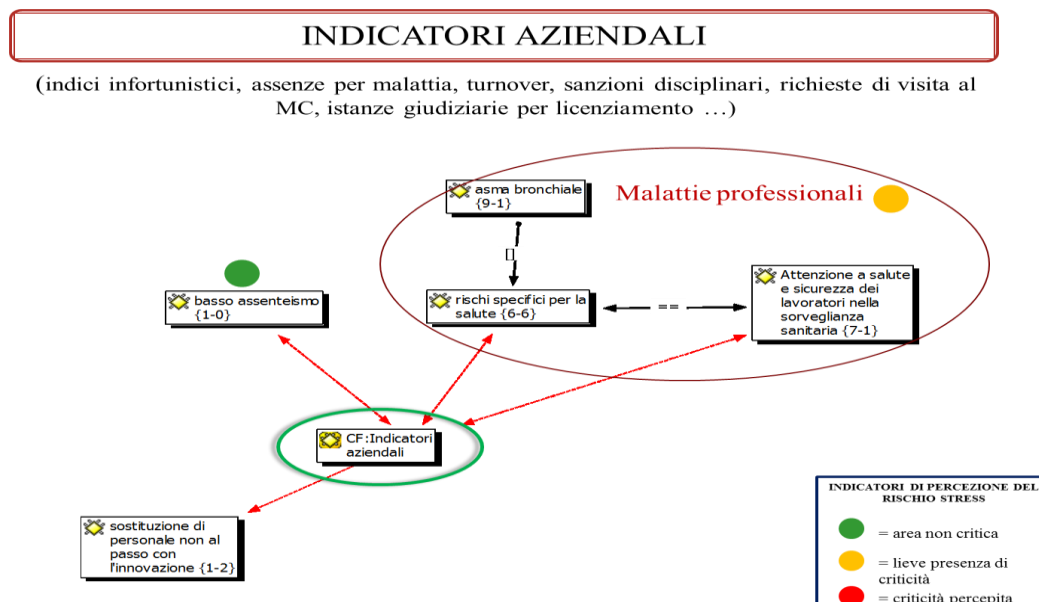 INDICATORI AZIENDALI
(indici infortunistici, assenze per malattia, turnover, sanzioni disciplinari, richieste di visita al
MC, istanze giudiziarie per licenziamento …)
asma bronchiale
{9-1}
Malattie professionali
basso assenteismo
{1-0}
rischi specifici per la
salute {6-6}
==
Attenzione a salute
e sicurezza dei
lavoratori nella
sorveglianza
sanitaria {7-1}
CF:Indicatori
aziendali
sostituzione di
personale non al
passo con
l'innovazione {1-2}
INDICATORI DI PERCEZIONE DEL
RISCHIO STRESS
= area non critica
= lieve presenza di
criticità
= criticità percepita